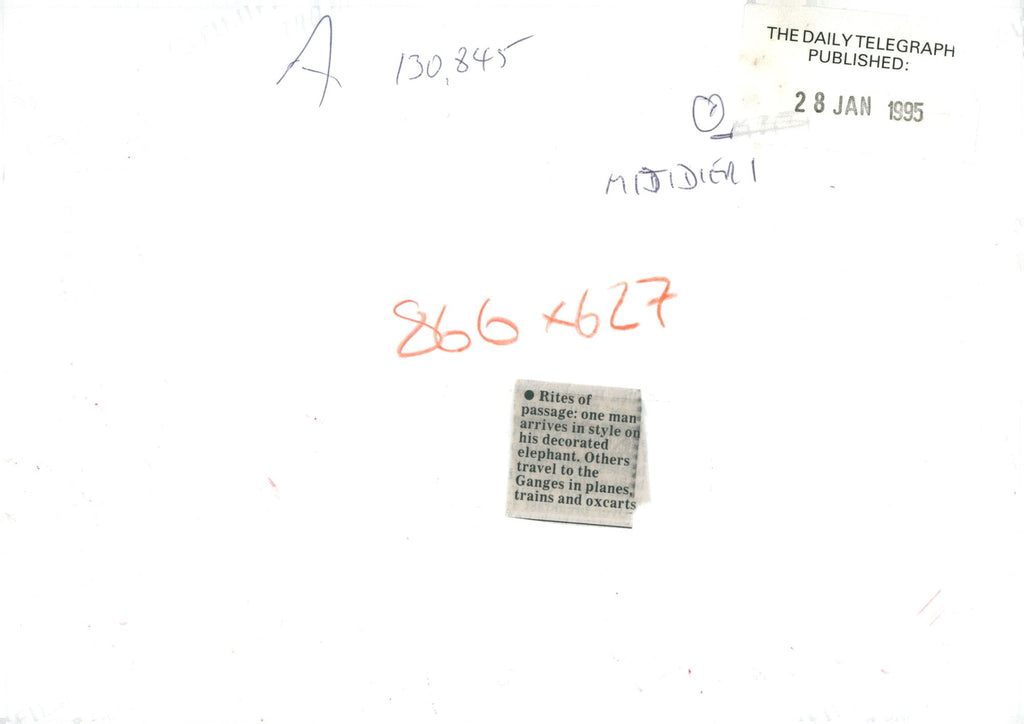 A 130,845
THE DAILY TELEGRAPH
PUBLISHED:
28 JAN 1995
866 x 627
● Rites of
passage: one man
arrives in style on
his decorated
elephant. Others
travel to the
Ganges in planes,
trains and oxcarts